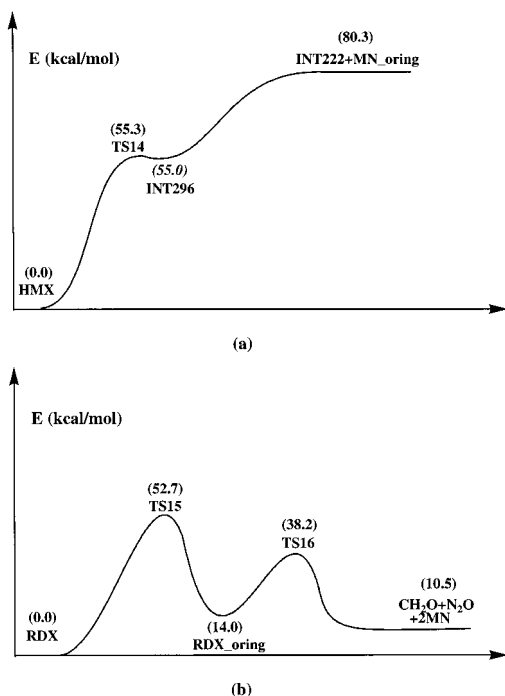 (80.3)
E (kcal/mol)
INT222+MN_oring
(55.3)
TS14
(55.0)
INT296
(0.0)
HMX
(a)
E (kcal/mol)
(52.7)
TS15
(38.2)
TS16
(10.5)
CH₂O+N₂O
+2MN
(0.0)
RDX
(14.0)
RDX_oring
(b)